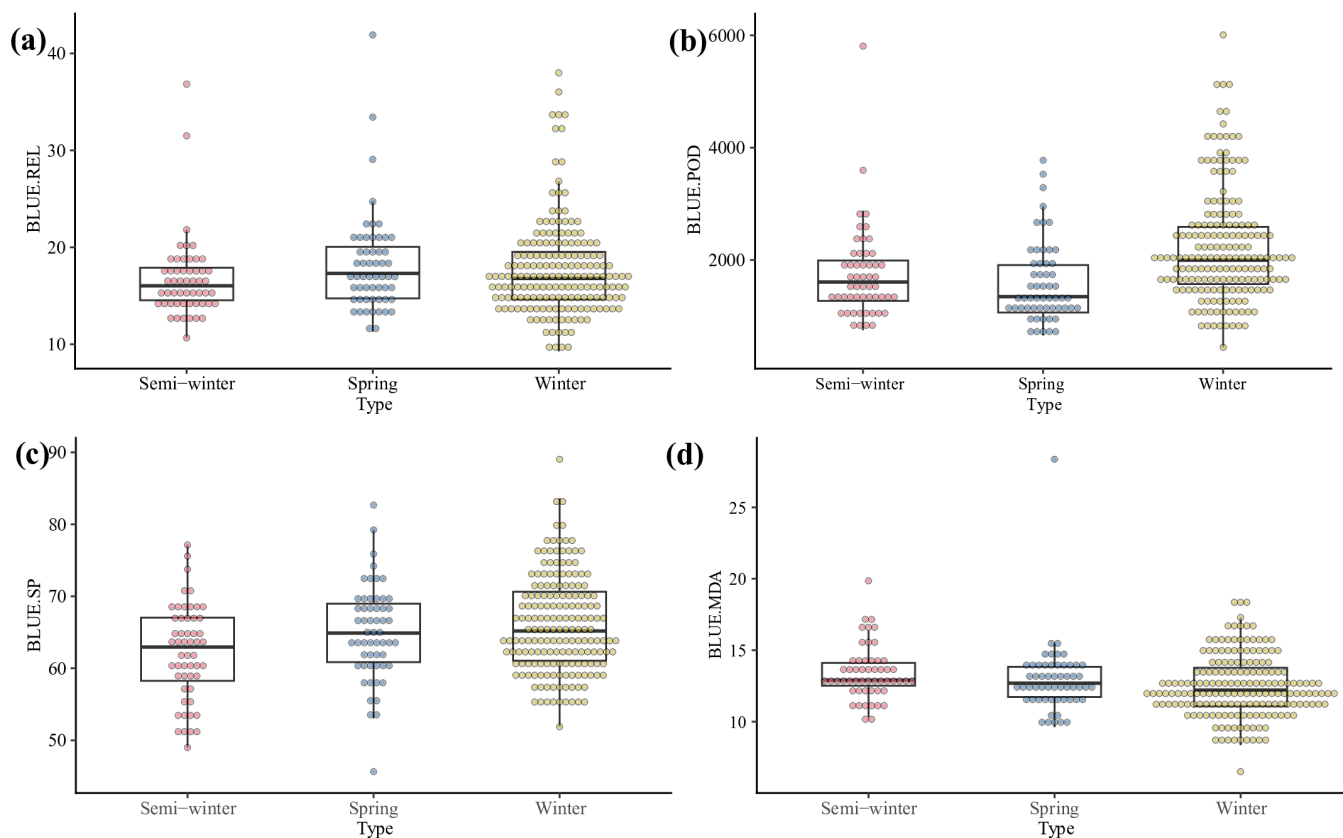 (a)
BLUE.REL
40
30
20
10
Semi−winter Spring Winter
Type
(b)
BLUE.POD
6000
4000
2000
Semi−winter Spring Winter
Type
(c)
BLUE.SP
90
80
70
60
50
Semi−winter Spring Winter
Type
(d)
BLUE.MDA
25
20
15
10
Semi−winter Spring Winter
Type